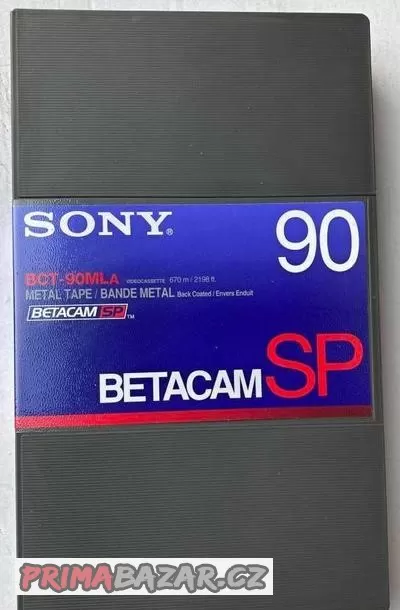 SONY®
90
BCT-90MLA VIDEOCASSETTE 670 m / 2198 ft.
METAL TAPE / BANDE METAL Back Coated / Envers Enduit
BETACAM SP™
BETACAM SP
PRIMABAZAR.CZ